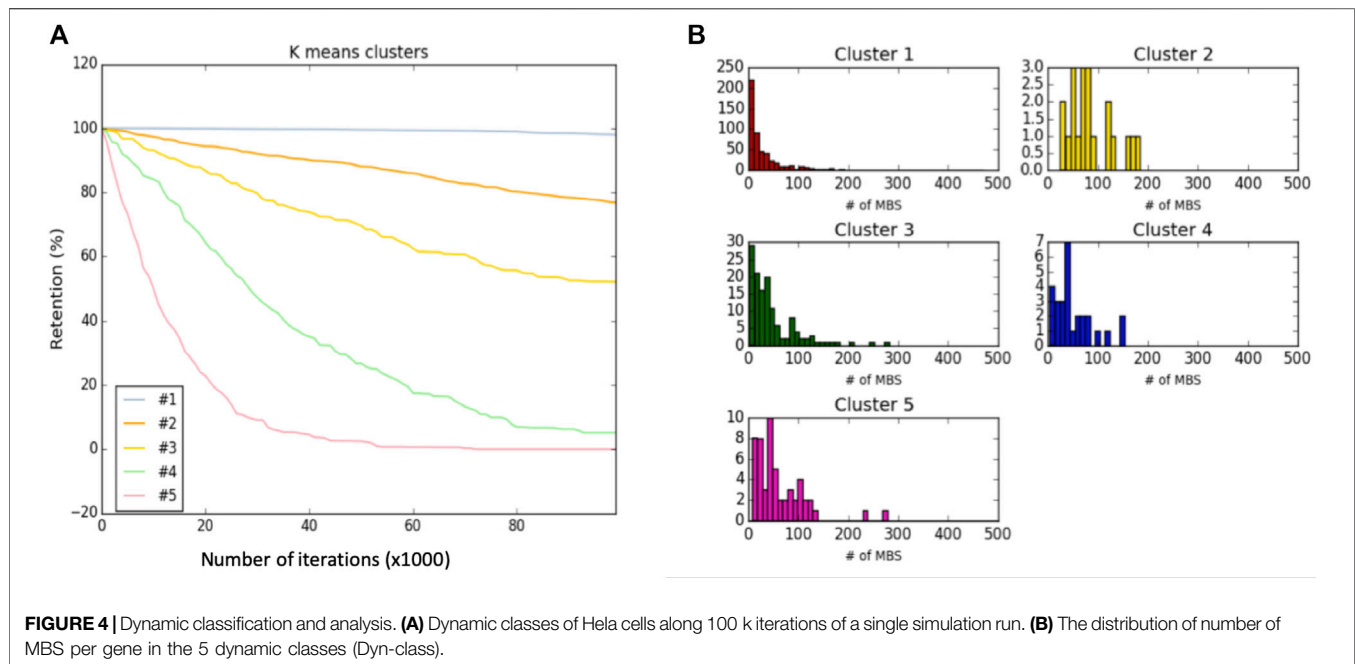 A
K means clusters
120
100
80
60
40
20
0
−20
Retention (%)
#1
#2
#3
#4
#5
0 20 40 60 80
Number of iterations (x1000)
B
Cluster 1
250
200
150
100
50
0
0 100 200 300 400 500
# of MBS
Cluster 2
3.0
2.5
2.0
1.5
1.0
0.5
0.0
0 100 200 300 400 500
# of MBS
Cluster 3
30
25
20
15
10
5
0
0 100 200 300 400 500
# of MBS
Cluster 4
7
6
5
4
3
2
1
0
0 100 200 300 400 500
# of MBS
Cluster 5
10
8
6
4
2
0
0 100 200 300 400 500
# of MBS
FIGURE 4 | Dynamic classification and analysis. (A) Dynamic classes of Hela cells along 100 k iterations of a single simulation run. (B) The distribution of number of
MBS per gene in the 5 dynamic classes (Dyn-class).